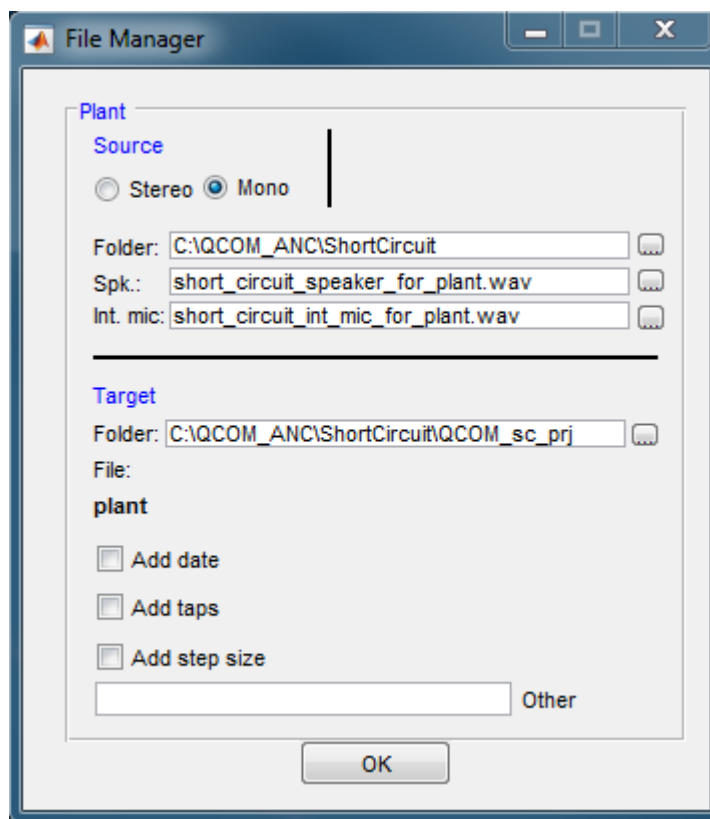 File Manager
Plant
Source
Stereo Mono
Folder: C:\QCOM_ANC\ShortCircuit ...
Spk.: short_circuit_speaker_for_plant.wav ...
Int. mic: short_circuit_int_mic_for_plant.wav ...
Target
Folder: C:\QCOM_ANC\ShortCircuit\QCOM_sc_prj ...
File:
plant
Add date
Add taps
Add step size
Other
OK